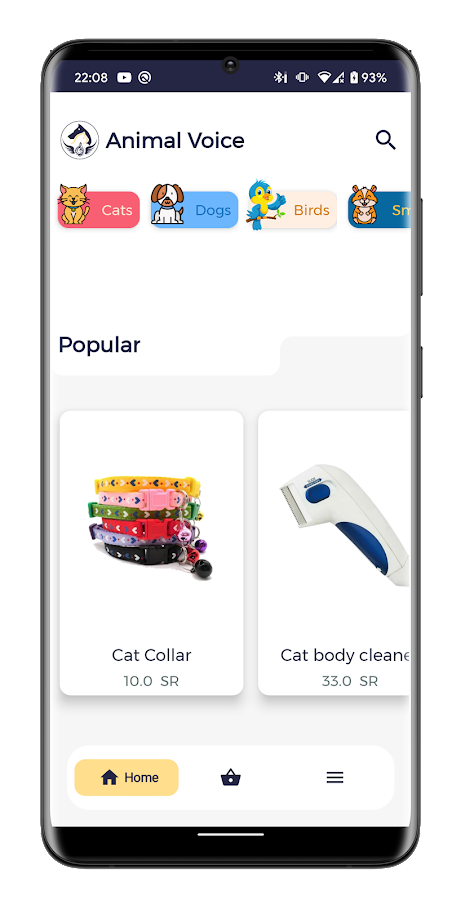 22:08 93%
Animal Voice
Cats Dogs Birds Sm
Popular
Cat Collar Cat body cleane
10.0 SR 33.0 SR
Home